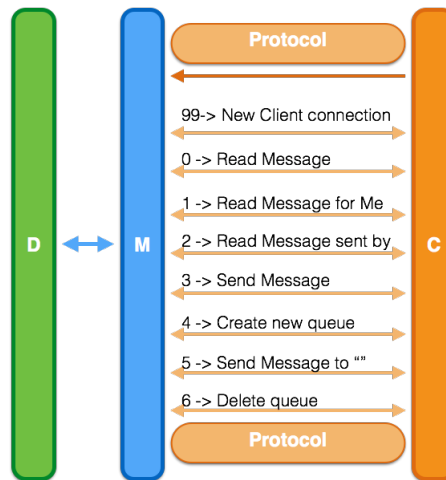 Protocol
99-> New Client connection
0 -> Read Message
1 -> Read Message for Me
2 -> Read Message sent by
D
M
C
3 -> Send Message
4 -> Create new queue
5 -> Send Message to “”
6 -> Delete queue
Protocol